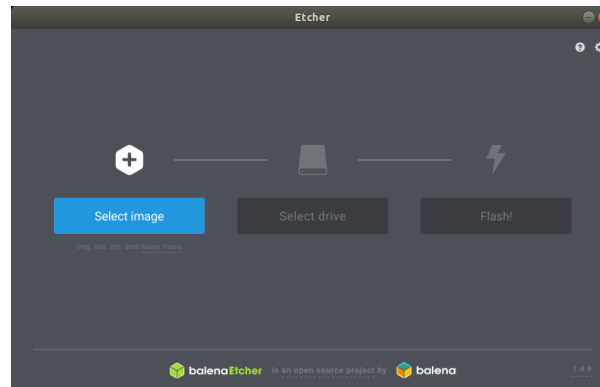 Etcher
Select image
Select drive
Flash!
img, iso, zip, and many more
balenaEtcher is an open source project by balena
1.4.9